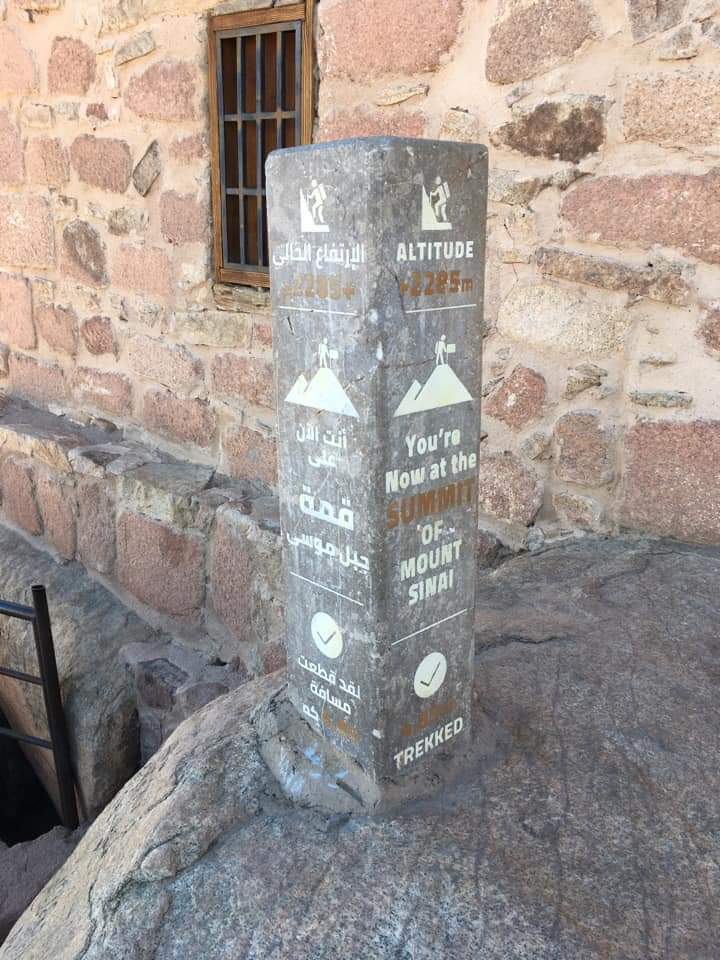 الإرتفاع الحالي
أنت الآن
على
قمة
جبل موسى
لقد قطعت
مسافة
كم
ALTITUDE
+2285m
You're
Now at the
SUMMIT
OF
MOUNT
SINAI
TREKKED